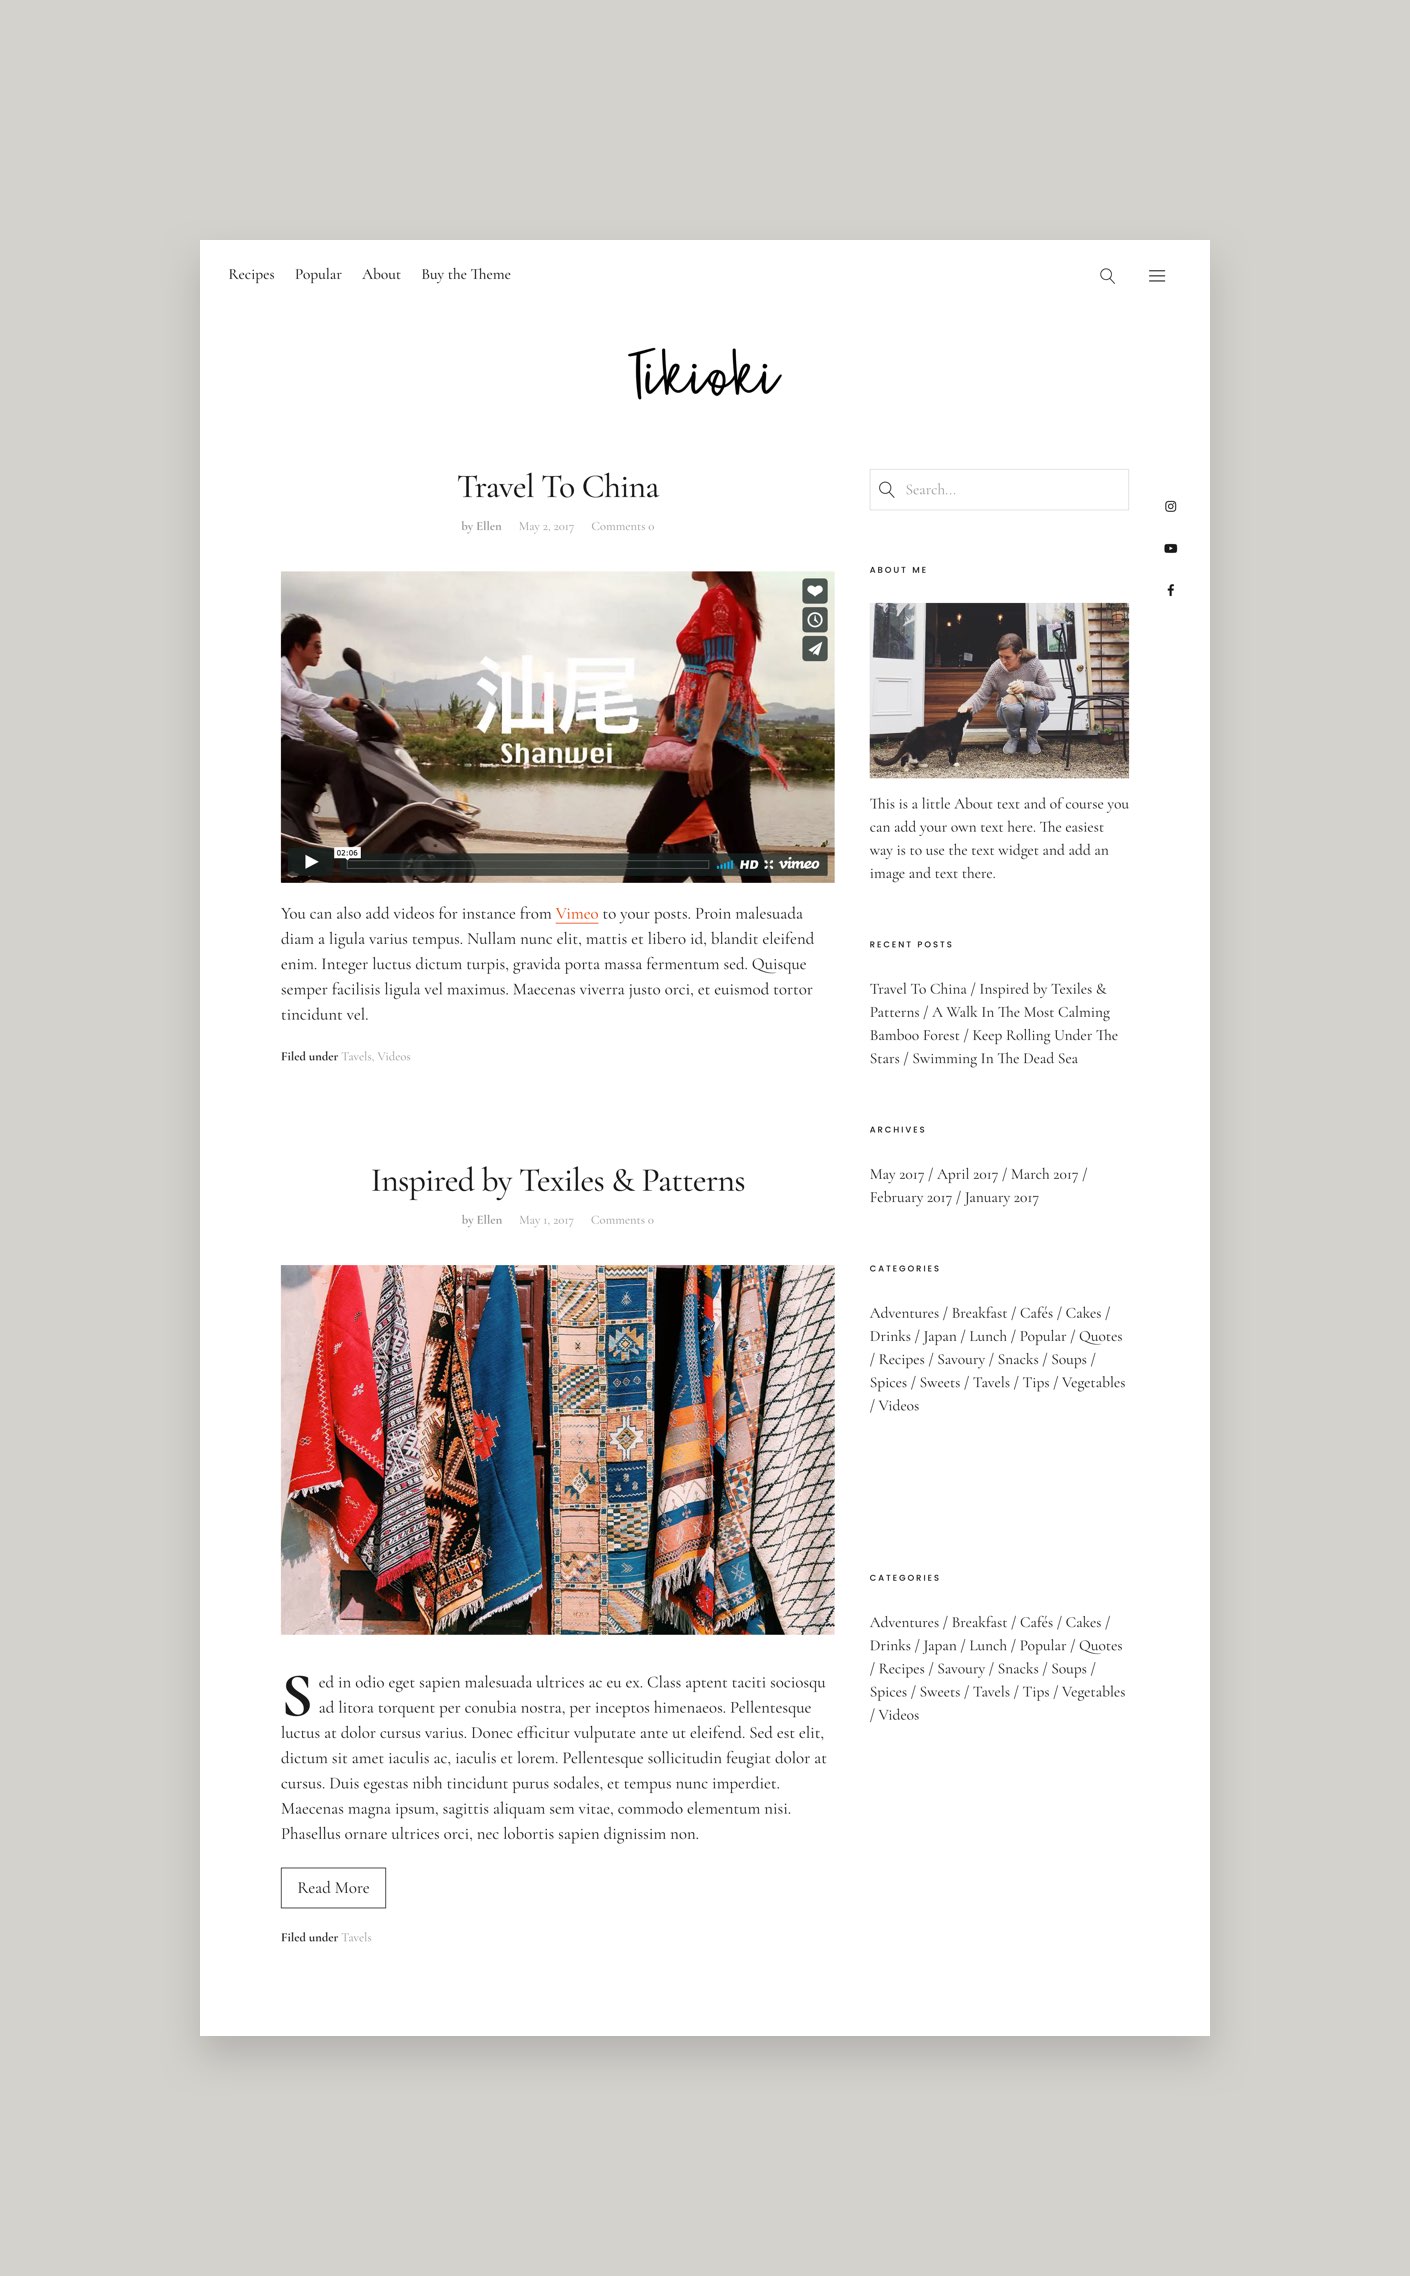 Recipes Popular About Buy the Theme
Tikioki
Travel To China
by Ellen May 2, 2017 Comments 0
汕尾
Shanwei
02:06
HD vimeo
You can also add videos for instance from Vimeo to your posts. Proin malesuada
diam a ligula varius tempus. Nullam nunc elit, mattis et libero id, blandit eleifend
enim. Integer luctus dictum turpis, gravida porta massa fermentum sed. Quisque
semper facilisis ligula vel maximus. Maecenas viverra justo orci, et euismod tortor
tincidunt vel.
Filed under Tavels, Videos
Inspired by Texiles & Patterns
by Ellen May 1, 2017 Comments 0
Sed in odio eget sapien malesuada ultrices ac eu ex. Class aptent taciti sociosqu
ad litora torquent per conubia nostra, per inceptos himenaeos. Pellentesque
luctus at dolor cursus varius. Donec efficitur vulputate ante ut eleifend. Sed est elit,
dictum sit amet iaculis ac, iaculis et lorem. Pellentesque sollicitudin feugiat dolor at
cursus. Duis egestas nibh tincidunt purus sodales, et tempus nunc imperdiet.
Maecenas magna ipsum, sagittis aliquam sem vitae, commodo elementum nisi.
Phasellus ornare ultrices orci, nec lobortis sapien dignissim non.
Read More
Filed under Tavels
Search...
ABOUT ME
This is a little About text and of course you
can add your own text here. The easiest
way is to use the text widget and add an
image and text there.
RECENT POSTS
Travel To China / Inspired by Texiles &
Patterns / A Walk In The Most Calming
Bamboo Forest / Keep Rolling Under The
Stars / Swimming In The Dead Sea
ARCHIVES
May 2017 / April 2017 / March 2017 /
February 2017 / January 2017
CATEGORIES
Adventures / Breakfast / Cafés / Cakes /
Drinks / Japan / Lunch / Popular / Quotes
/ Recipes / Savoury / Snacks / Soups /
Spices / Sweets / Tavels / Tips / Vegetables
/ Videos
CATEGORIES
Adventures / Breakfast / Cafés / Cakes /
Drinks / Japan / Lunch / Popular / Quotes
/ Recipes / Savoury / Snacks / Soups /
Spices / Sweets / Tavels / Tips / Vegetables
/ Videos